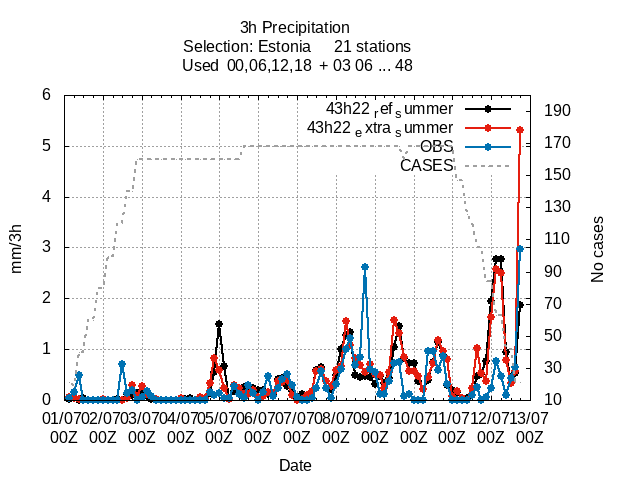 3h Precipitation
Selection: Estonia 21 stations
Used 00,06,12,18 + 03 06 ... 48
43h22 ref summer
43h22 extra summer
OBS
CASES
6
5
4
3
2
1
0
mm/3h
190
170
150
130
110
90
70
50
30
10
No cases
01/07 02/07 03/07 04/07 05/07 06/07 07/07 08/07 09/07 10/07 11/07 12/07 13/07
00Z 00Z 00Z 00Z 00Z 00Z 00Z 00Z 00Z 00Z 00Z 00Z 00Z
Date